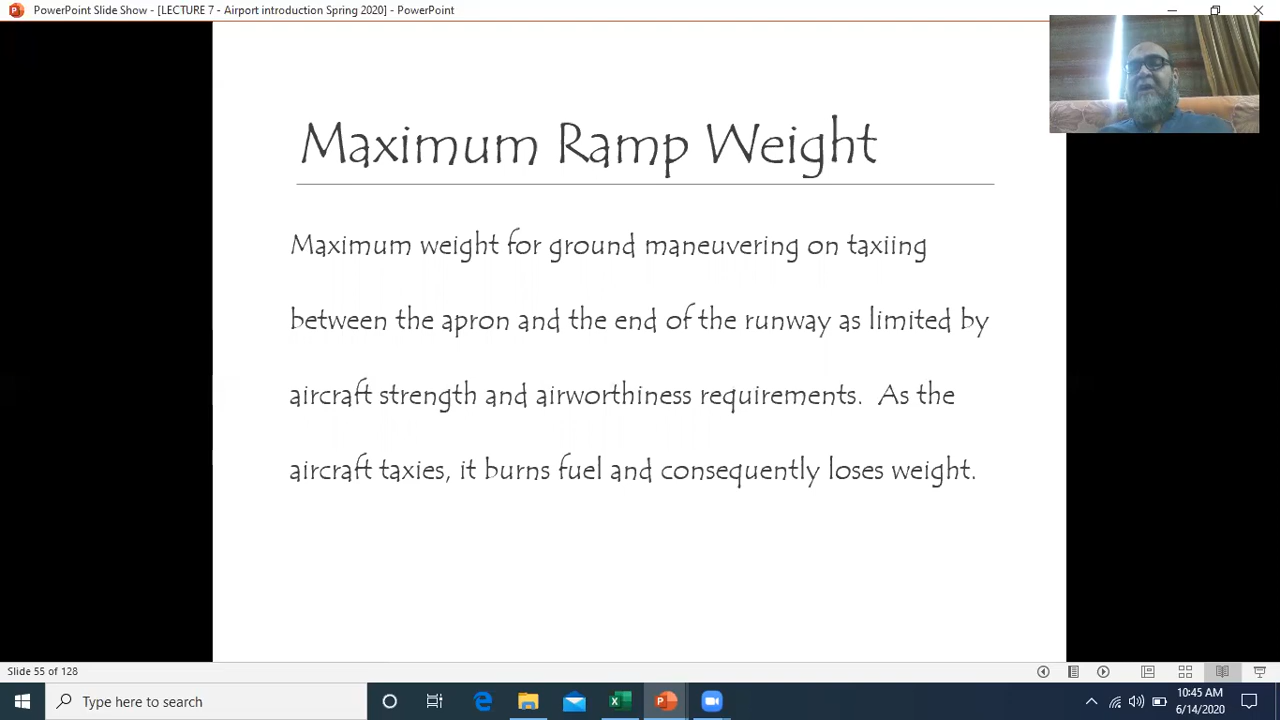 PowerPoint Slide Show - [LECTURE 7 - Airport introduction Spring 2020] - PowerPoint
Maximum Ramp Weight
Maximum weight for ground maneuvering on taxiing
between the apron and the end of the runway as limited by
aircraft strength and airworthiness requirements.  As the
aircraft taxies, it burns fuel and consequently loses weight.
Slide 55 of 128
Type here to search
10:45 AM
6/14/2020